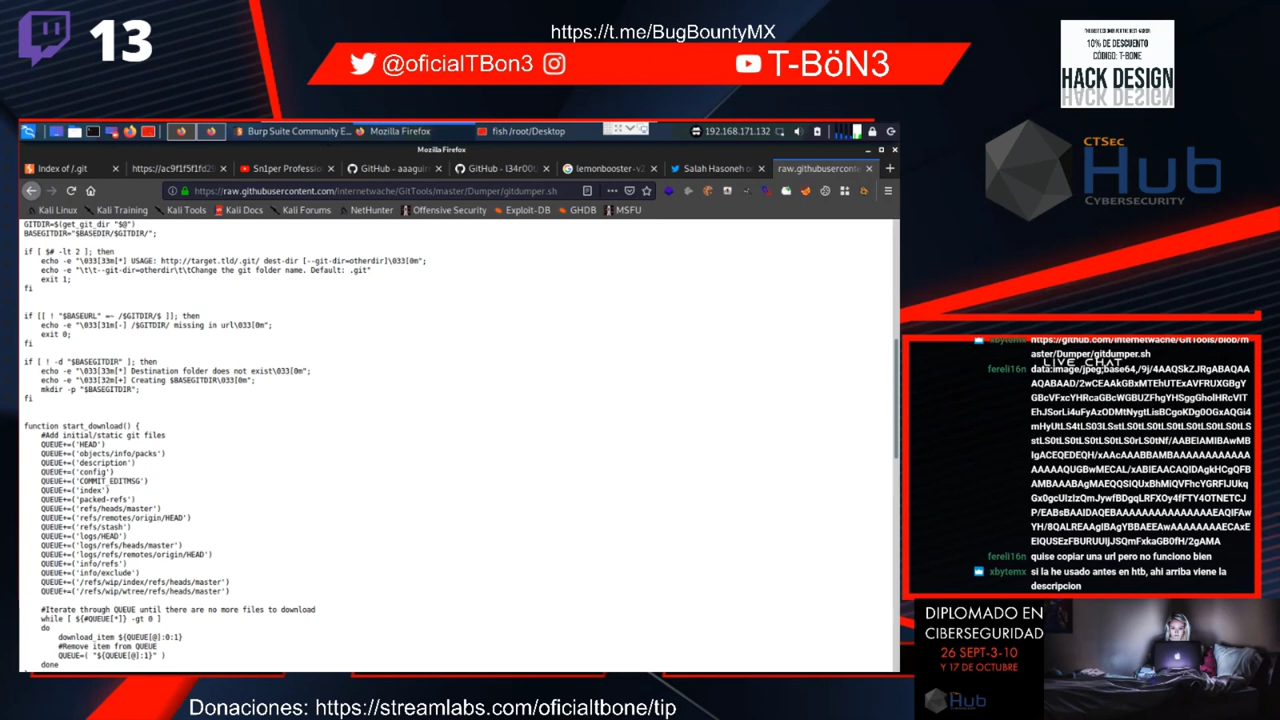 13
https://t.me/BugBountyMX
@oficialTBon3
T-BöN3
10% DE DESCUENTO
CÓDIGO: T-BONE
HACK DESIGN
CTSec
Hub
CYBERSECURITY
Burp Suite Community E...
Mozilla Firefox
fish /root/Desktop
192.168.171.132
Mozilla Firefox
Index of /.git
https://ac9f1f5f1fd25
Sn1per Professio
GitHub - aaaguir
GitHub - l34r00t
lemonbooster-v2
Salah Hasoneh o
raw.githubuserconte
https://raw.githubusercontent.com/internetwache/GitTools/master/Dumper/gitdumper.sh
Kali Linux
Kali Training
Kali Tools
Kali Docs
Kali Forums
NetHunter
Offensive Security
Exploit-DB
GHDB
MSFU
GITDIR=$(get_git_dir "$@")
BASEGITDIR="$BASEDIR/$GITDIR/";
if [ $# -lt 2 ]; then
echo -e "\033[33m[*] USAGE: http://target.tld/.git/ dest-dir [--git-dir=otherdir]\033[0m";
echo -e "\t\t--git-dir=otherdir\t\tChange the git folder name. Default: .git"
exit 1;
fi
if [[ ! "$BASEURL" =~ /$GITDIR/$ ]]; then
echo -e "\033[31m[-] /$GITDIR/ missing in url\033[0m";
exit 0;
fi
if [ ! -d "$BASEGITDIR" ]; then
echo -e "\033[33m[*] Destination folder does not exist\033[0m";
echo -e "\033[32m[+] Creating $BASEGITDIR\033[0m";
mkdir -p "$BASEGITDIR";
fi
function start_download() {
#Add initial/static git files
QUEUE+=('HEAD')
QUEUE+=('objects/info/packs')
QUEUE+=('description')
QUEUE+=('config')
QUEUE+=('COMMIT_EDITMSG')
QUEUE+=('index')
QUEUE+=('packed-refs')
QUEUE+=('refs/heads/master')
QUEUE+=('refs/remotes/origin/HEAD')
QUEUE+=('refs/stash')
QUEUE+=('logs/HEAD')
QUEUE+=('logs/refs/heads/master')
QUEUE+=('logs/refs/remotes/origin/HEAD')
QUEUE+=('info/refs')
QUEUE+=('info/exclude')
QUEUE+=('/refs/wip/index/refs/heads/master')
QUEUE+=('/refs/wip/wtree/refs/heads/master')
#Iterate through QUEUE until there are no more files to download
while [ ${#QUEUE[*]} -gt 0 ]
do
download_item ${QUEUE[@]:0:1}
#Remove item from QUEUE
QUEUE=( "${QUEUE[@]:1}" )
done
xbytemx https://github.com/internetwache/GitTools/blob/m
aster/Dumper/gitdumper.sh
LIVE CHAT
fereli16n data:image/jpeg;base64,/9j/4AAQSkZJRgABAQAA
fereli16n quise copiar una url pero no funciono bien
xbytemx si la he usado antes en htb, ahi arriba viene la
descripcion
DIPLOMADO EN
CIBERSEGURIDAD
26 SEPT-3-10
Y 17 DE OCTUBRE
Hub
Donaciones: https://streamlabs.com/oficialtbone/tip